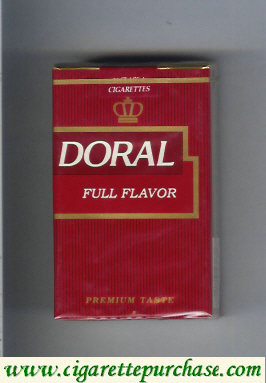 CIGARETTES
DORAL
FULL FLAVOR
PREMIUM TASTE
www.cigarettepurchase.com